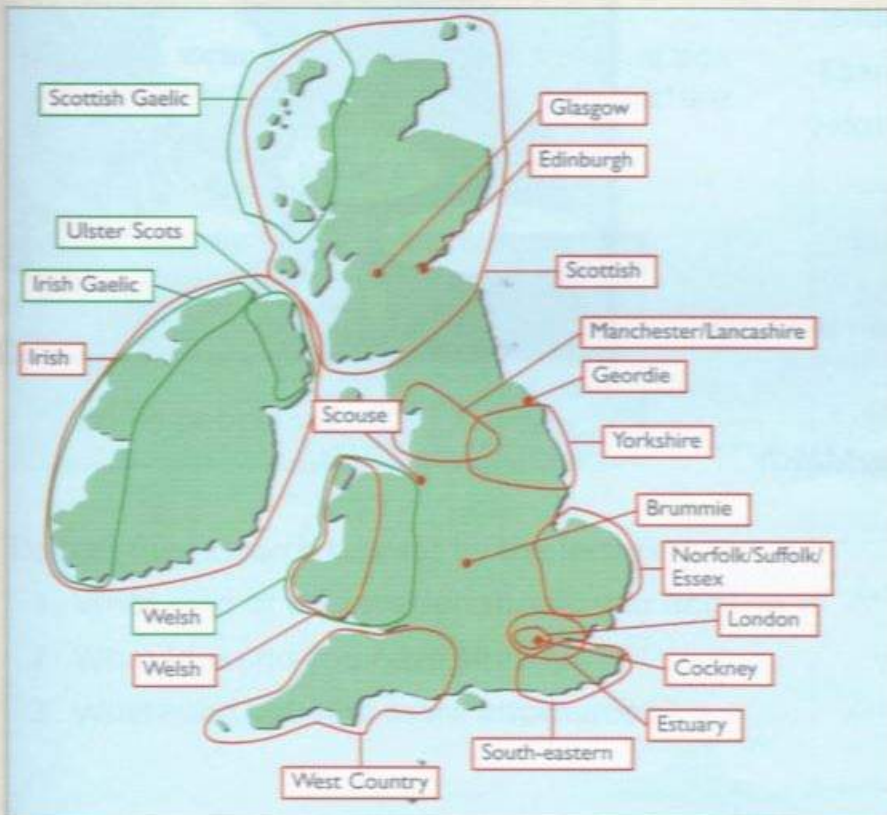 Scottish Gaelic
Glasgow
Edinburgh
Ulster Scots
Scottish
Irish Gaelic
Manchester/Lancashire
Irish
Geordie
Scouse
Yorkshire
Brummie
Norfolk/Suffolk/
Essex
Welsh
London
Welsh
Cockney
Estuary
South-eastern
West Country